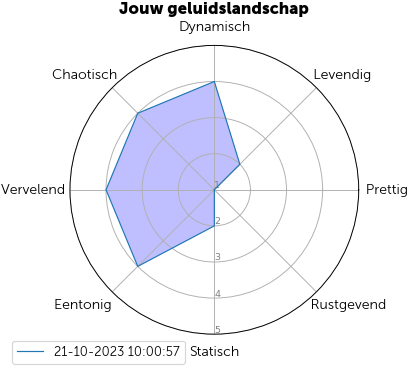 Jouw geluidslandschap
Dynamisch
Chaotisch
Levendig
Vervelend
1
Prettig
2
3
Eentonig
4
Rustgevend
5
21-10-2023 10:00:57
Statisch